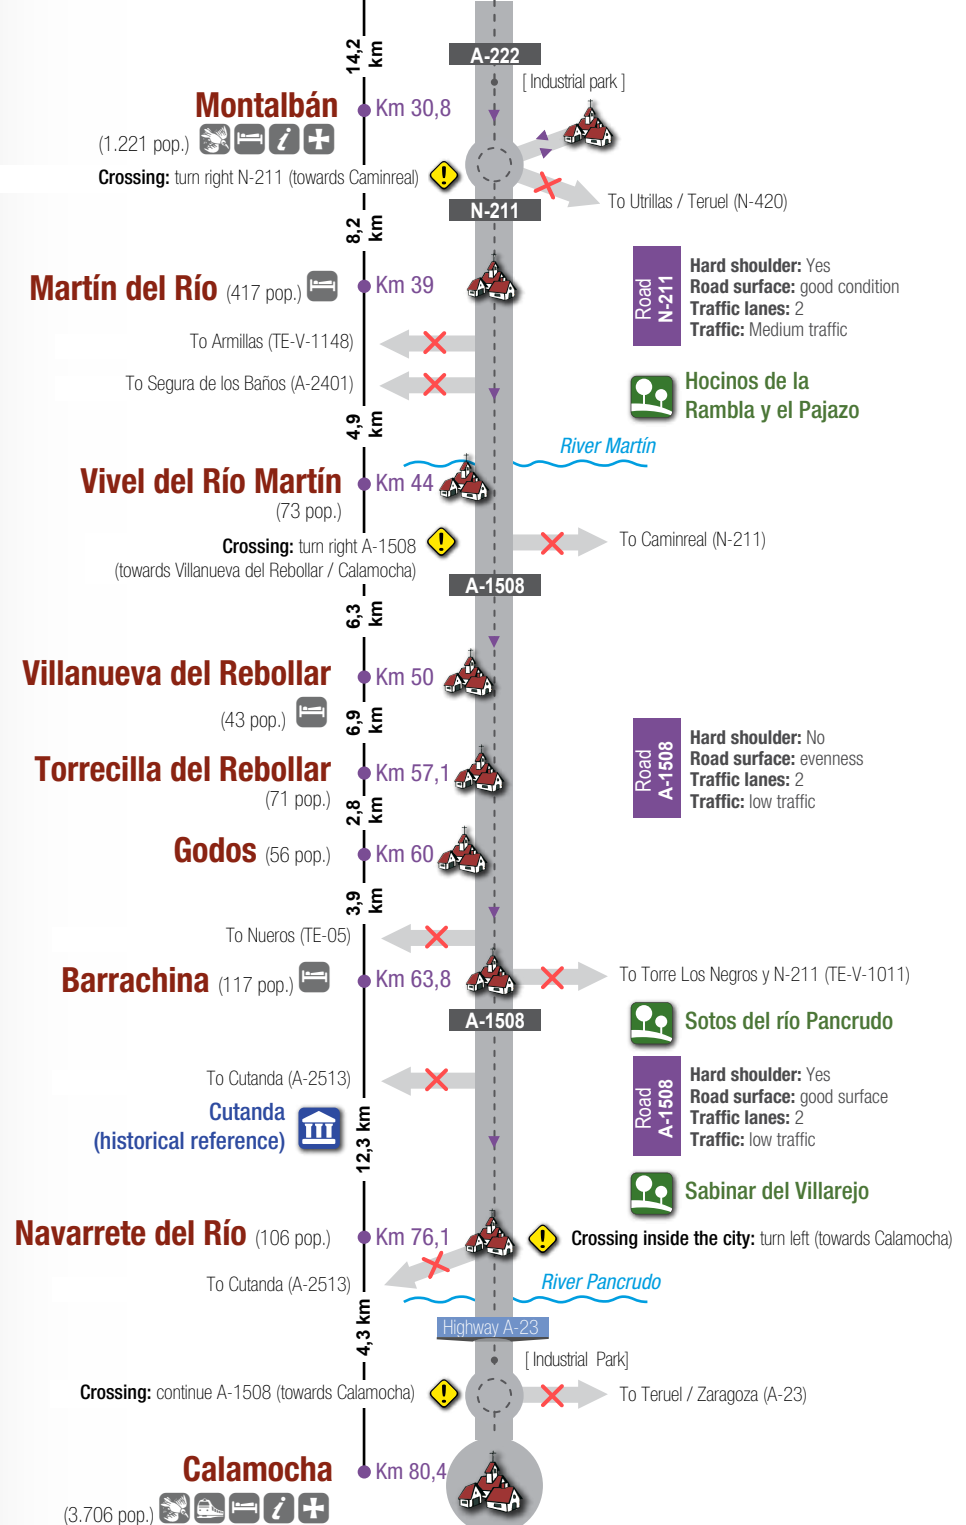 14,2 km
A-222
[ Industrial park ]
Montalbán
Km 30,8
(1.221 pop.)
Crossing: turn right N-211 (towards Caminreal)
To Utrillas / Teruel (N-420)
N-211
8,2 km
Martín del Río (417 pop.)
Km 39
Road N-211
Hard shoulder: Yes
Road surface: good condition
Traffic lanes: 2
Traffic: Medium traffic
To Armillas (TE-V-1148)
To Segura de los Baños (A-2401)
Hocinos de la
Rambla y el Pajazo
4,9 km
River Martín
Vivel del Río Martín
Km 44
(73 pop.)
Crossing: turn right A-1508
(towards Villanueva del Rebollar / Calamocha)
To Caminreal (N-211)
A-1508
6,3 km
Villanueva del Rebollar
Km 50
(43 pop.)
6,9 km
Torrecilla del Rebollar
Km 57,1
(71 pop.)
Road A-1508
Hard shoulder: No
Road surface: evenness
Traffic lanes: 2
Traffic: low traffic
2,8 km
Godos (56 pop.)
Km 60
3,9 km
To Nueros (TE-05)
Barrachina (117 pop.)
Km 63,8
To Torre Los Negros y N-211 (TE-V-1011)
A-1508
Sotos del río Pancrudo
To Cutanda (A-2513)
Cutanda
(historical reference)
12,3 km
Road A-1508
Hard shoulder: Yes
Road surface: good surface
Traffic lanes: 2
Traffic: low traffic
Sabinar del Villarejo
Navarrete del Río (106 pop.)
Km 76,1
Crossing inside the city: turn left (towards Calamocha)
To Cutanda (A-2513)
River Pancrudo
4,3 km
Highway A-23
[ Industrial Park]
Crossing: continue A-1508 (towards Calamocha)
To Teruel / Zaragoza (A-23)
Calamocha
Km 80,4
(3.706 pop.)